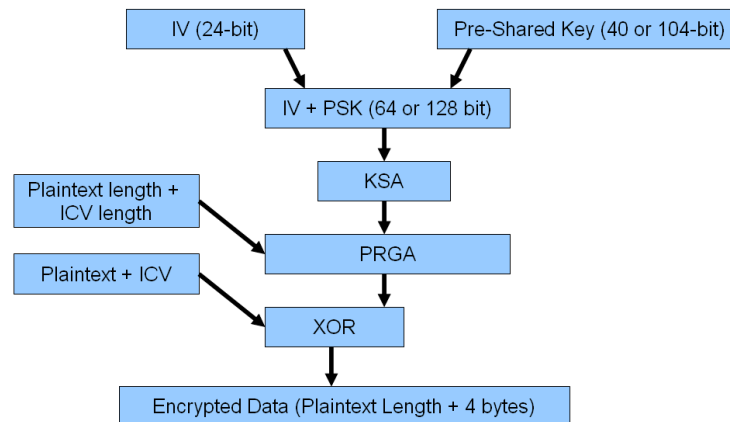 IV (24-bit)
Pre-Shared Key (40 or 104-bit)
IV + PSK (64 or 128 bit)
KSA
Plaintext length +
ICV length
PRGA
Plaintext + ICV
XOR
Encrypted Data (Plaintext Length + 4 bytes)